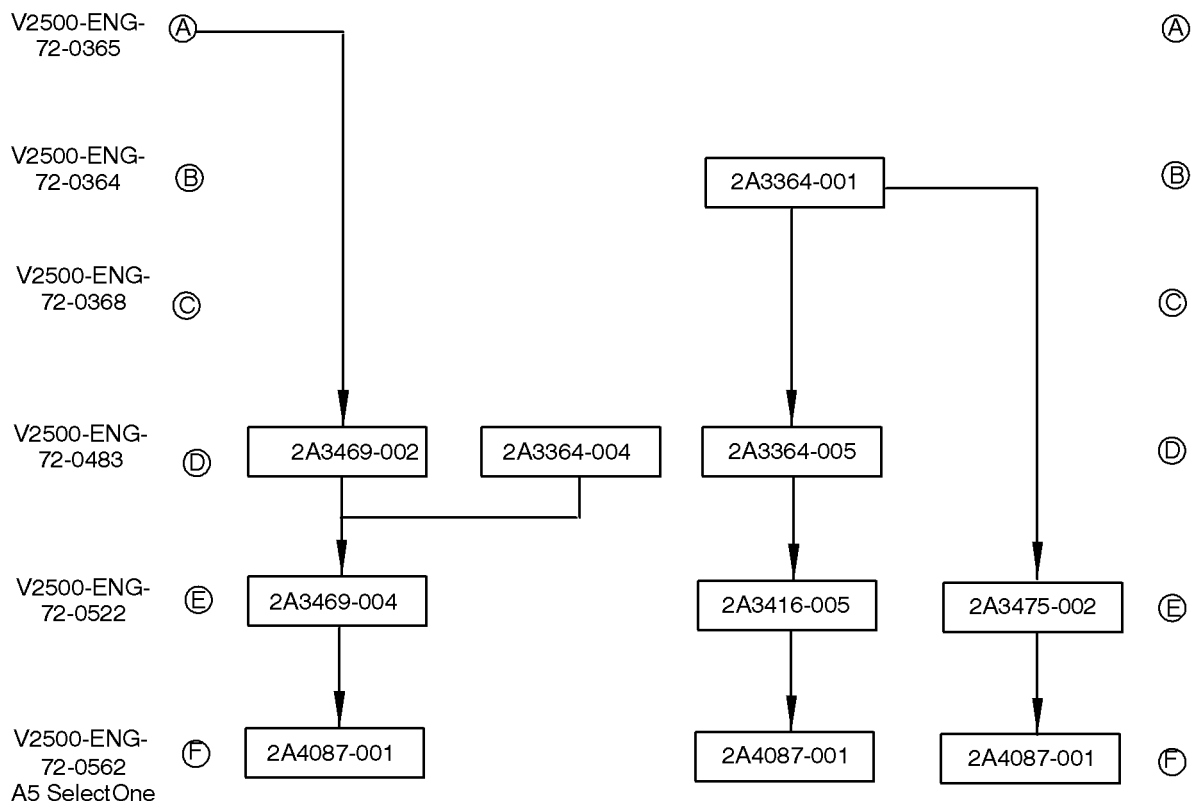 V2500-ENG-
72-0365
A
A
V2500-ENG-
72-0364
B
2A3364-001
B
V2500-ENG-
72-0368
C
C
V2500-ENG-
72-0483
D
2A3469-002
2A3364-004
2A3364-005
D
V2500-ENG-
72-0522
E
2A3469-004
2A3416-005
2A3475-002
E
V2500-ENG-
72-0562
A5 SelectOne
F
2A4087-001
2A4087-001
2A4087-001
F